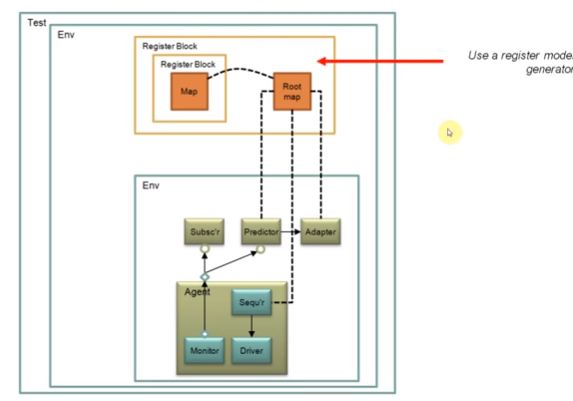 Test
Env
Register Block
Register Block
Map
Root
map
Use a register model
generator
Env
Subsc'r
Predictor
Adapter
Agent
Sequ'r
Monitor
Driver